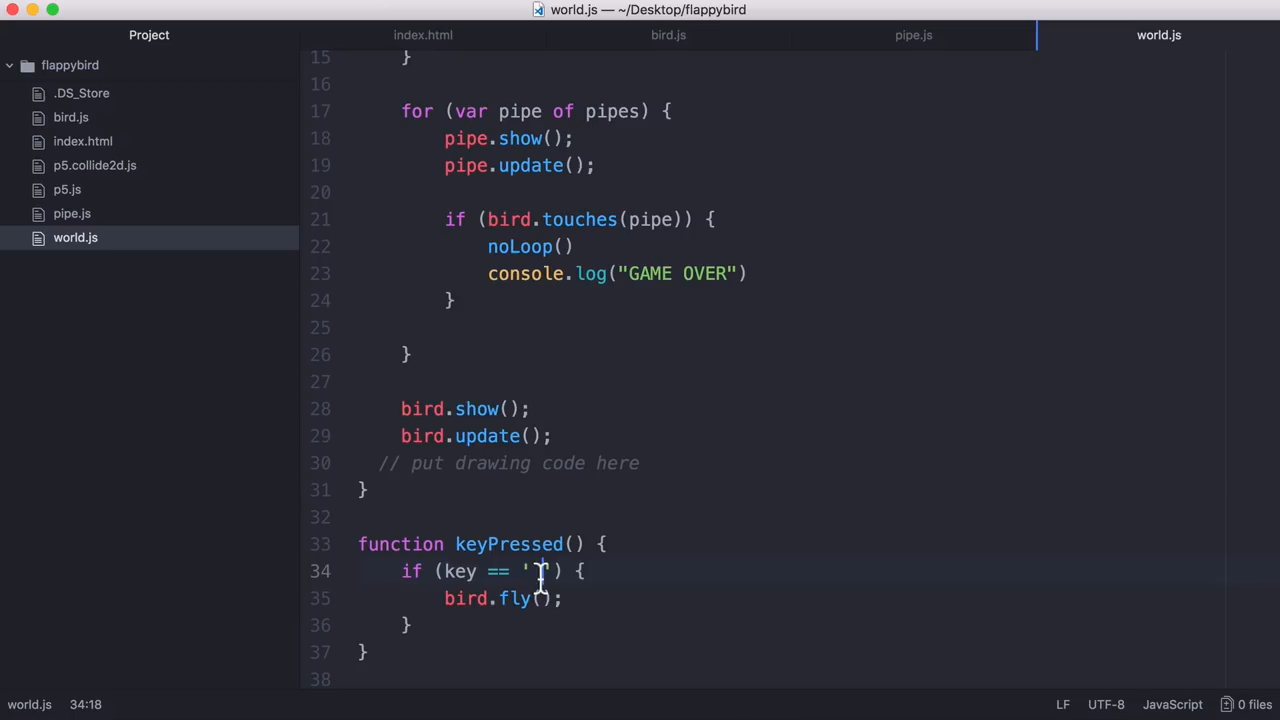 world.js — ~/Desktop/flappybird
Project
index.html
bird.js
pipe.js
world.js
flappybird
.DS_Store
bird.js
index.html
p5.collide2d.js
p5.js
pipe.js
world.js
15 }
16
17 for (var pipe of pipes) {
18 pipe.show();
19 pipe.update();
20
21 if (bird.touches(pipe)) {
22 noLoop()
23 console.log("GAME OVER")
24 }
25
26 }
27
28 bird.show();
29 bird.update();
30 // put drawing code here
31 }
32
33 function keyPressed() {
34 if (key == ' ') {
35 bird.fly();
36 }
37 }
38
world.js 34:18 LF UTF-8 JavaScript 0 files